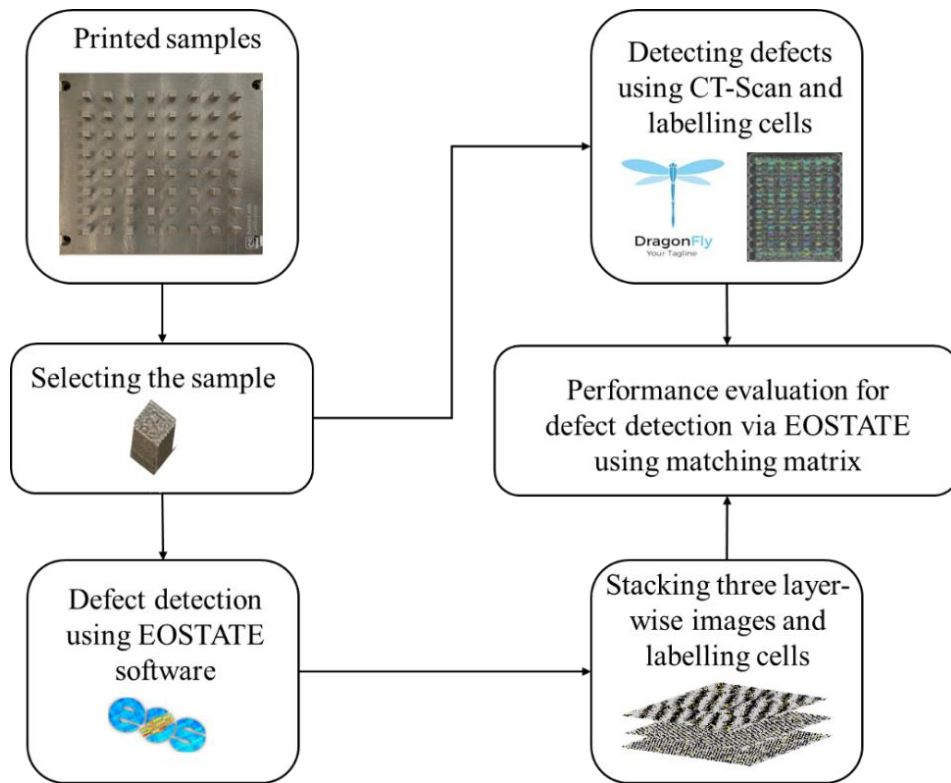 Printed samples
Detecting defects
using CT-Scan and
labelling cells
DragonFly
Your Tagline
Selecting the sample
Performance evaluation for
defect detection via EOSTATE
using matching matrix
Defect detection
using EOSTATE
software
Stacking three layer-
wise images and
labelling cells